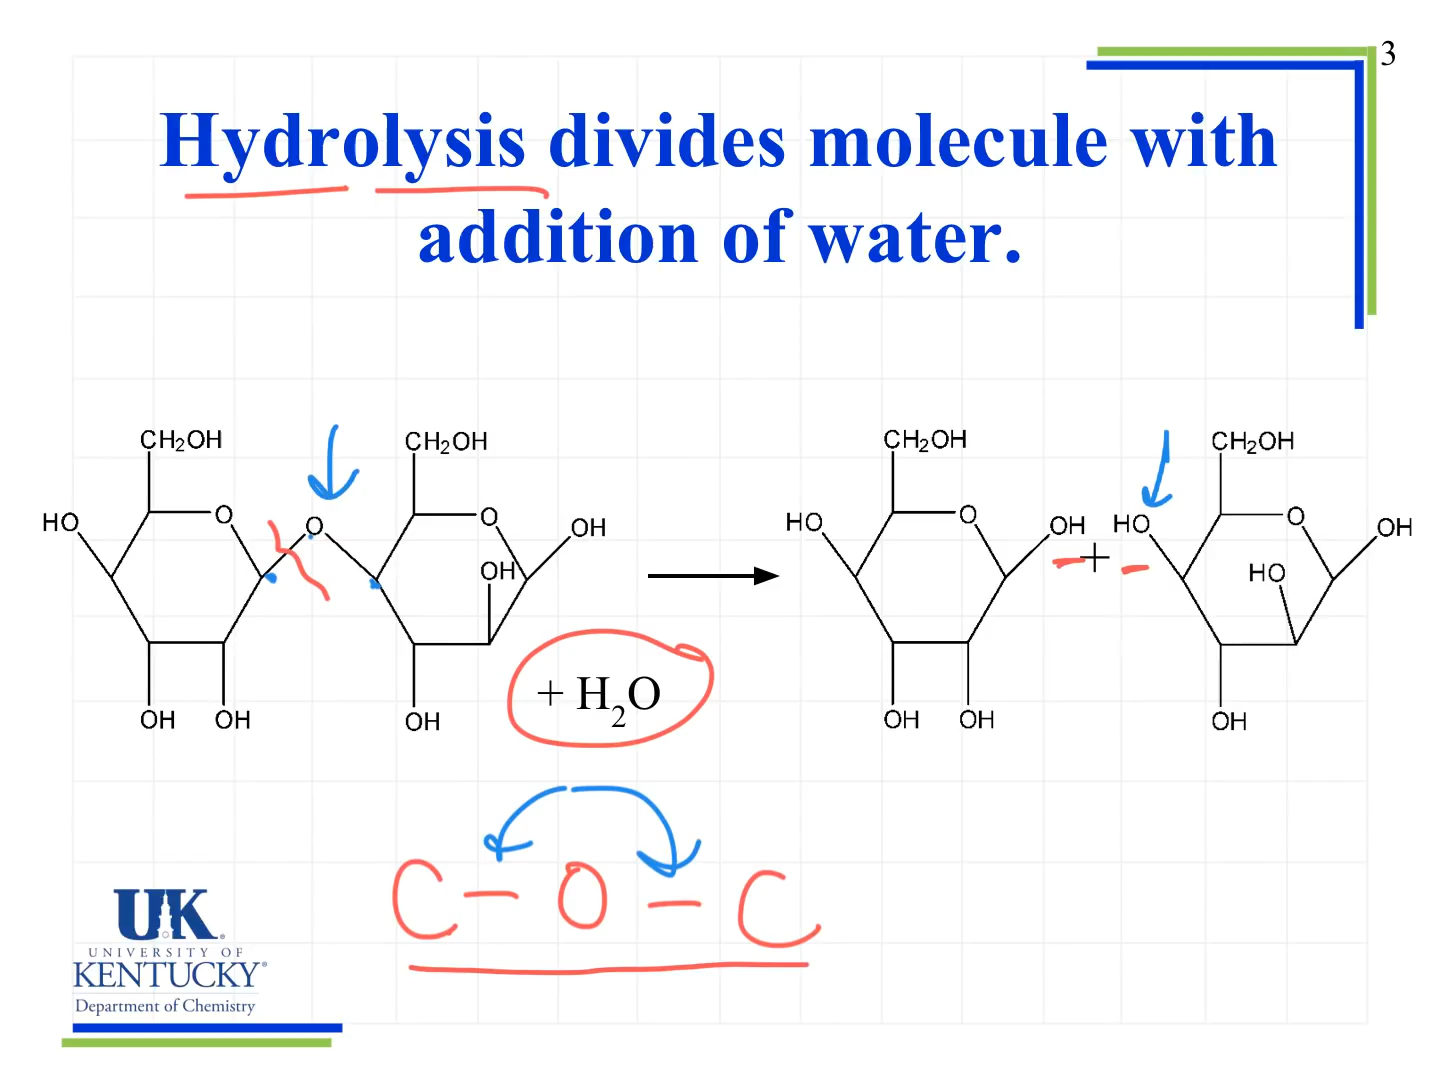 3
Hydrolysis divides molecule with
addition of water.
CH₂OH CH₂OH CH₂OH CH₂OH
HO O O O OH HO O OH HO O OH
OH HO
+
+ H₂O
OH OH OH OH OH OH
C - O - C
UK
UNIVERSITY OF
KENTUCKY®
Department of Chemistry